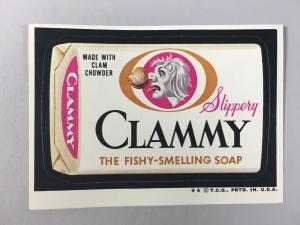 MADE WITH
CLAM
CHOWDER
Slippery
CLAMMY
CLAMMY
THE FISHY-SMELLING SOAP
★★ © T.C.G., PRTD. IN U.S.A.